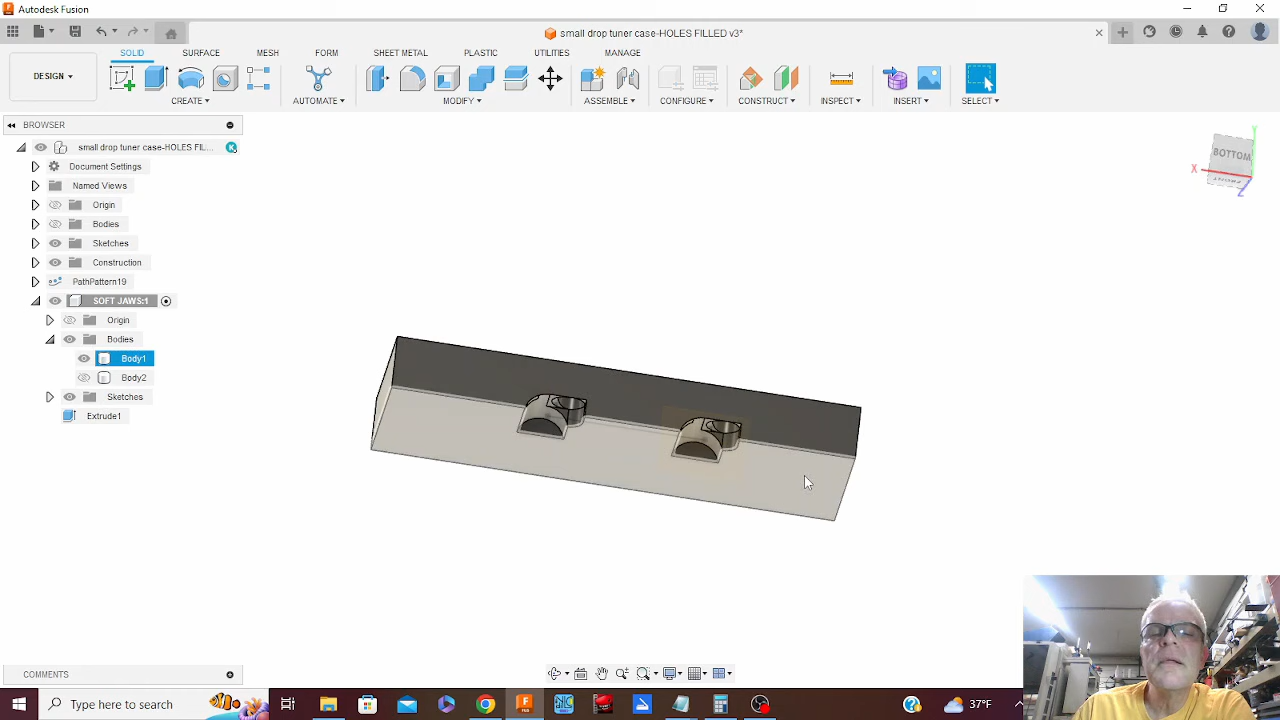 Autodesk Fusion
small drop tuner case-HOLES FILLED v3*
SOLID SURFACE MESH FORM SHEET METAL PLASTIC UTILITIES MANAGE
DESIGN
CREATE AUTOMATE MODIFY ASSEMBLE CONFIGURE CONSTRUCT INSPECT INSERT SELECT
BROWSER
small drop tuner case-HOLES FIL...
K
Document Settings
Named Views
Origin
Bodies
Sketches
Construction
PathPattern19
SOFT JAWS:1
Origin
Bodies
Body1
Body2
Sketches
Extrude1
BOTTOM
X
Y
Z
COMMENTS
Type here to search
37°F